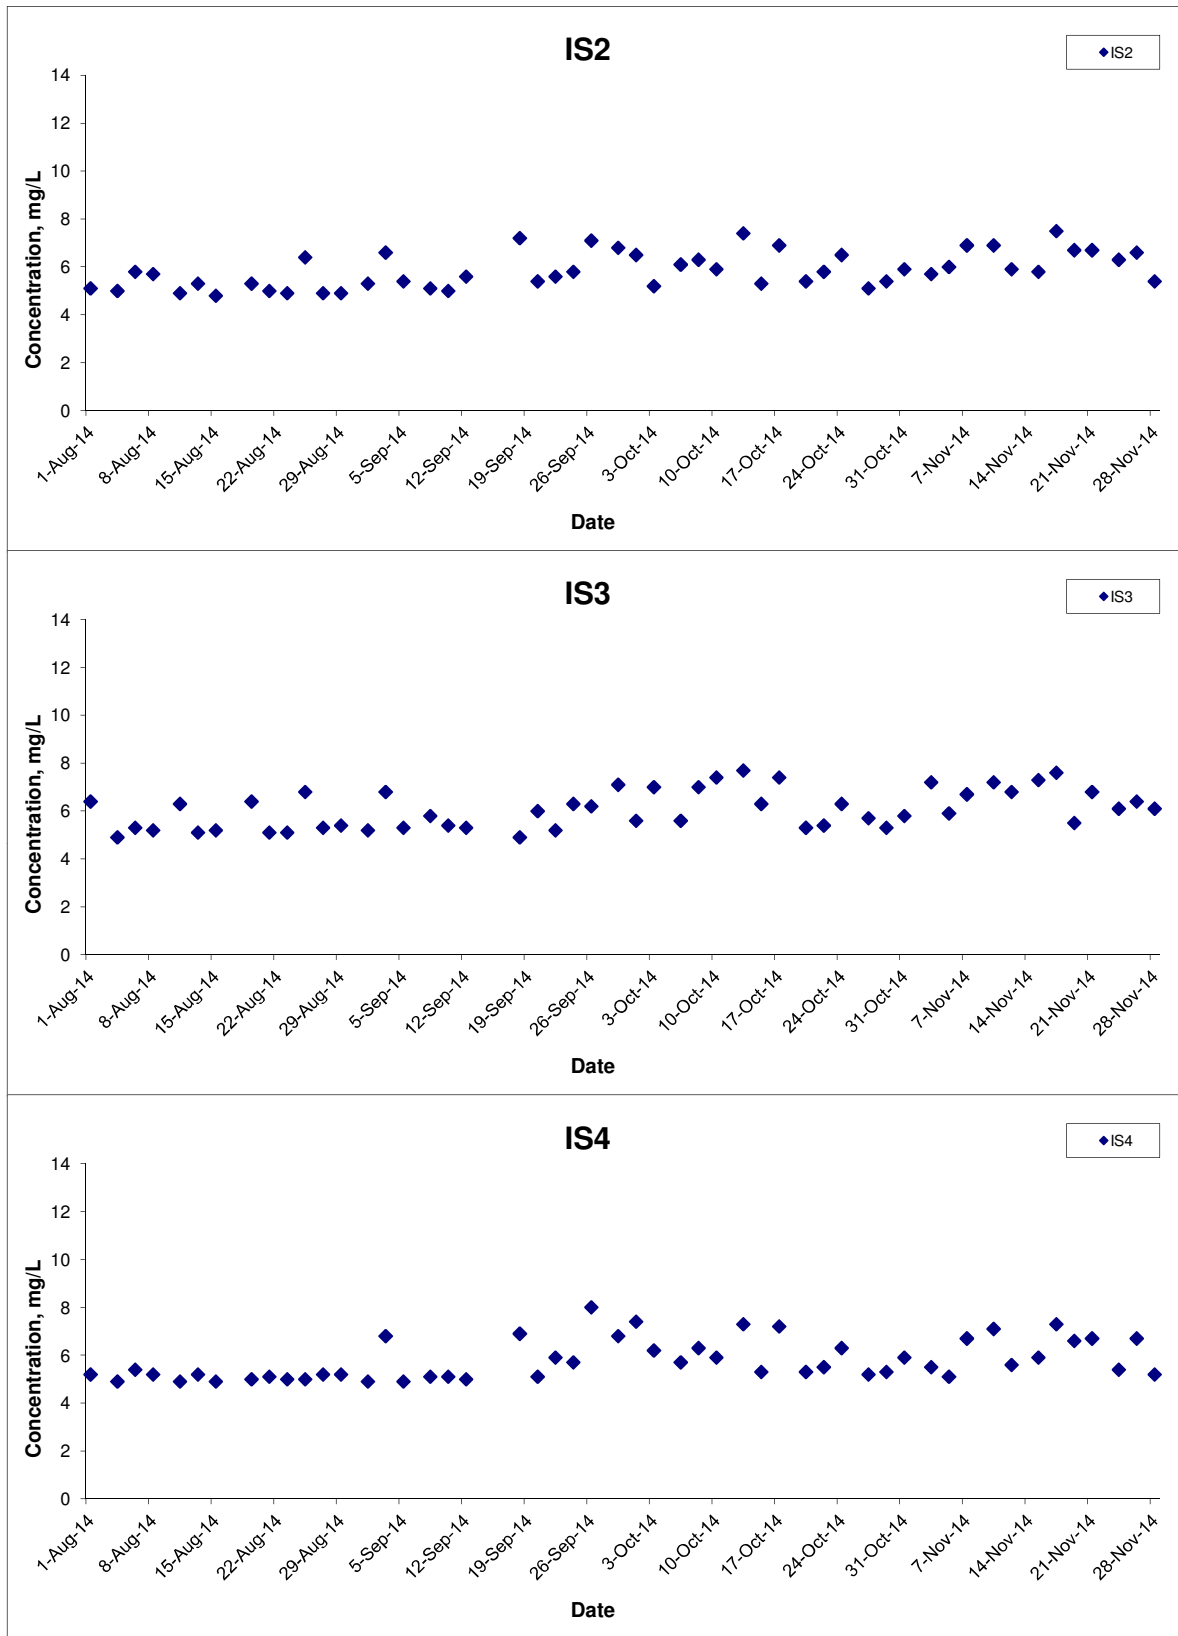 IS2
IS2
14
12
10
8
6
4
2
0
Concentration, mg/L
1-Aug-14
8-Aug-14
15-Aug-14
22-Aug-14
29-Aug-14
5-Sep-14
12-Sep-14
19-Sep-14
26-Sep-14
3-Oct-14
10-Oct-14
17-Oct-14
24-Oct-14
31-Oct-14
7-Nov-14
14-Nov-14
21-Nov-14
28-Nov-14
Date
IS3
IS3
14
12
10
8
6
4
2
0
Concentration, mg/L
1-Aug-14
8-Aug-14
15-Aug-14
22-Aug-14
29-Aug-14
5-Sep-14
12-Sep-14
19-Sep-14
26-Sep-14
3-Oct-14
10-Oct-14
17-Oct-14
24-Oct-14
31-Oct-14
7-Nov-14
14-Nov-14
21-Nov-14
28-Nov-14
Date
IS4
IS4
14
12
10
8
6
4
2
0
Concentration, mg/L
1-Aug-14
8-Aug-14
15-Aug-14
22-Aug-14
29-Aug-14
5-Sep-14
12-Sep-14
19-Sep-14
26-Sep-14
3-Oct-14
10-Oct-14
17-Oct-14
24-Oct-14
31-Oct-14
7-Nov-14
14-Nov-14
21-Nov-14
28-Nov-14
Date